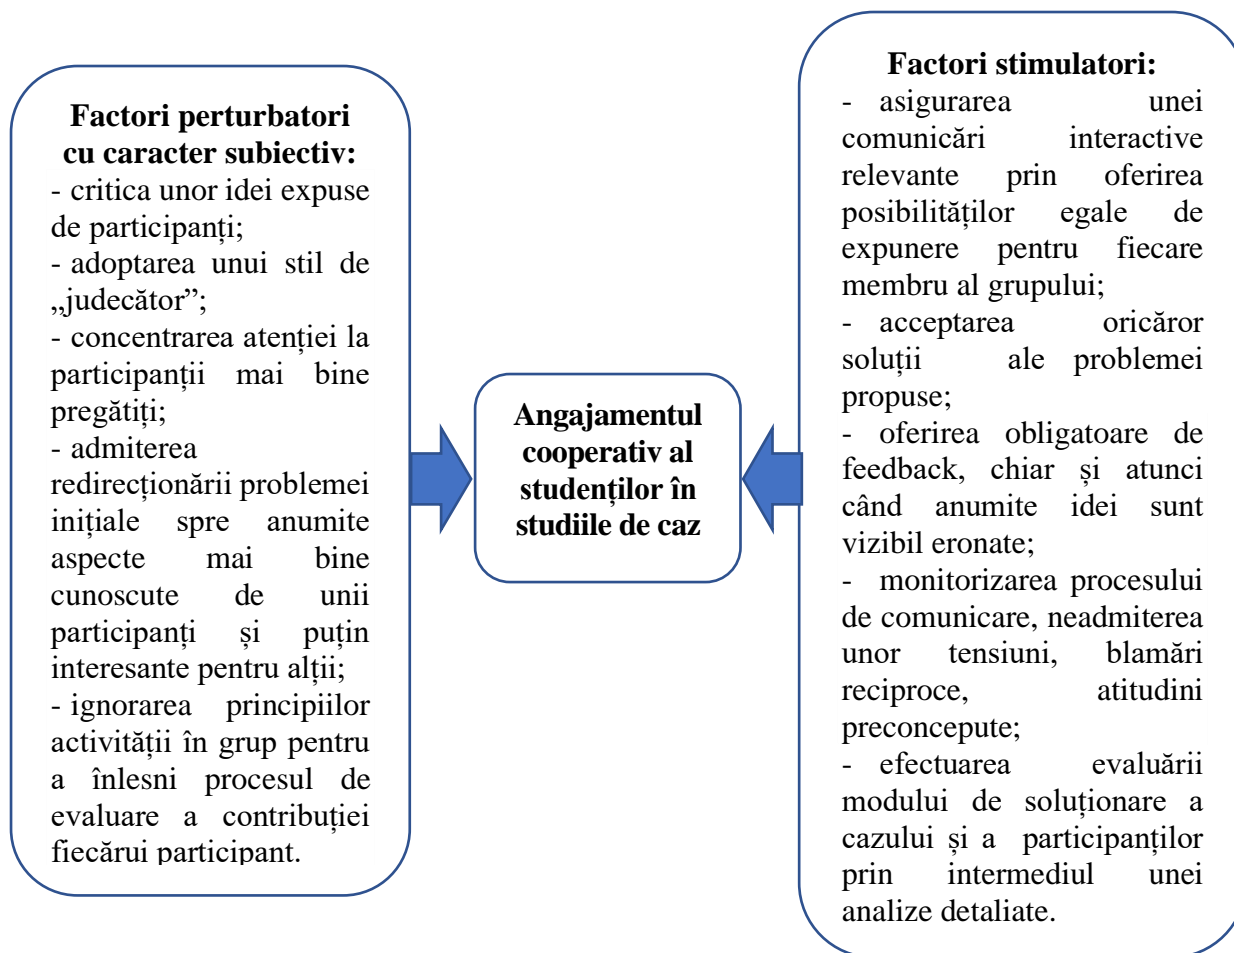 Factori perturbatori
cu caracter subiectiv:
- critica unor idei expuse
de participanți;
- adoptarea unui stil de
„judecător”;
- concentrarea atenției la
participanții mai bine
pregătiți;
- admiterea
redirecționării problemei
inițiale spre anumite
aspecte mai bine
cunoscute de unii
participanți și puțin
interesante pentru alții;
- ignorarea principiilor
activității în grup pentru
a înlesni procesul de
evaluare a contribuției
fiecărui participant.
Angajamentul
cooperativ al
studenților în
studiile de caz
Factori stimulatori:
- asigurarea unei
comunicări interactive
relevante prin oferirea
posibilităților egale de
expunere pentru fiecare
membru al grupului;
- acceptarea oricăror
soluții ale problemei
propuse;
- oferirea obligatoare de
feedback, chiar și atunci
când anumite idei sunt
vizibil eronate;
- monitorizarea procesului
de comunicare, neadmiterea
unor tensiuni, blamări
reciproce, atitudini
preconcepute;
- efectuarea evaluării
modului de soluționare a
cazului și a participanților
prin intermediul unei
analize detaliate.